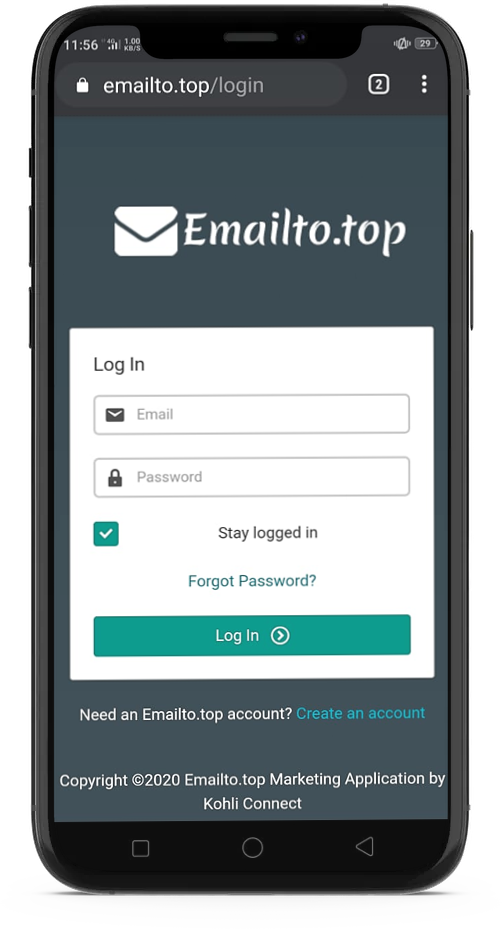 11:56 4G 1.00 KB/S 29
emailto.top/login 2
Emailto.top
Log In
Email
Password
Stay logged in
Forgot Password?
Log In
Need an Emailto.top account? Create an account
Copyright ©2020 Emailto.top Marketing Application by
Kohli Connect